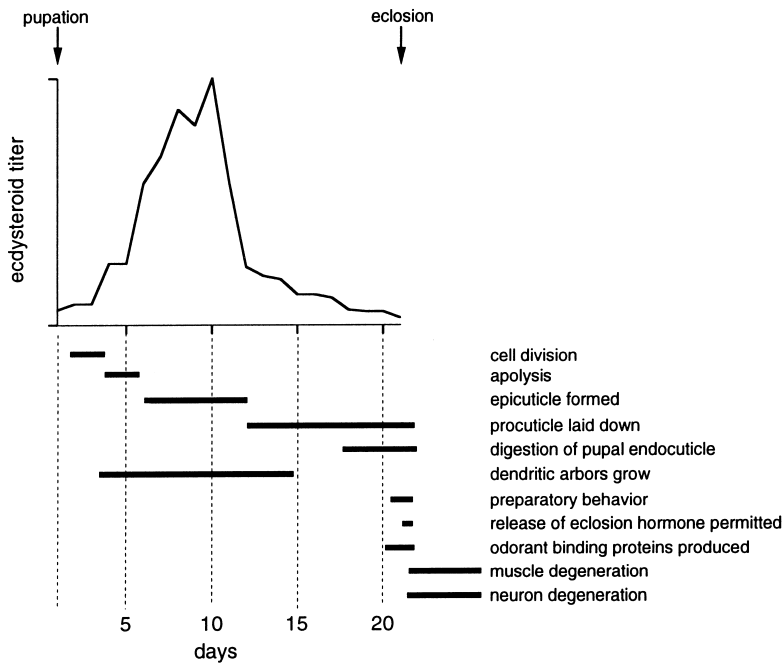 pupation
eclosion
ecdysteroid titer
cell division
apolysis
epicuticle formed
procuticle laid down
digestion of pupal endocuticle
dendritic arbors grow
preparatory behavior
release of eclosion hormone permitted
odorant binding proteins produced
muscle degeneration
neuron degeneration
5 10 15 20
days